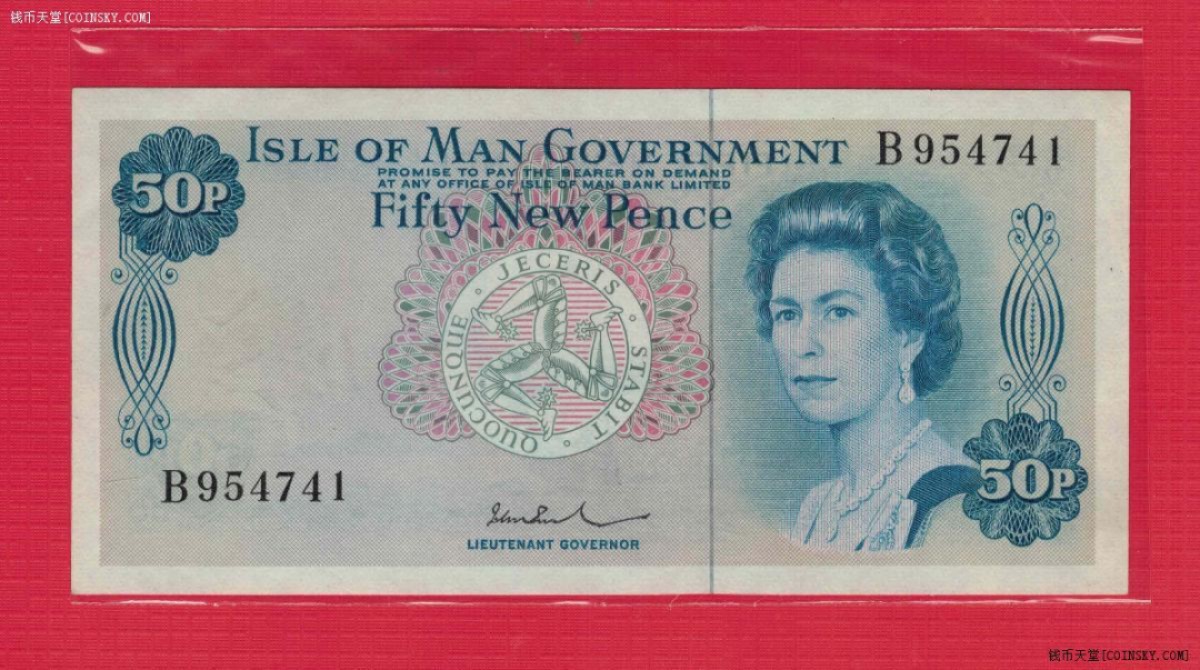 钱币天堂[COINSKY.COM]
ISLE OF MAN GOVERNMENT
B 954741
PROMISE TO PAY THE BEARER ON DEMAND
AT ANY OFFICE OF ISLE OF MAN BANK LIMITED
50P
Fifty New Pence
QUOCUNQUE · JECERIS · STABIT
B 954741
50P
LIEUTENANT GOVERNOR
钱币天堂[COINSKY.COM]